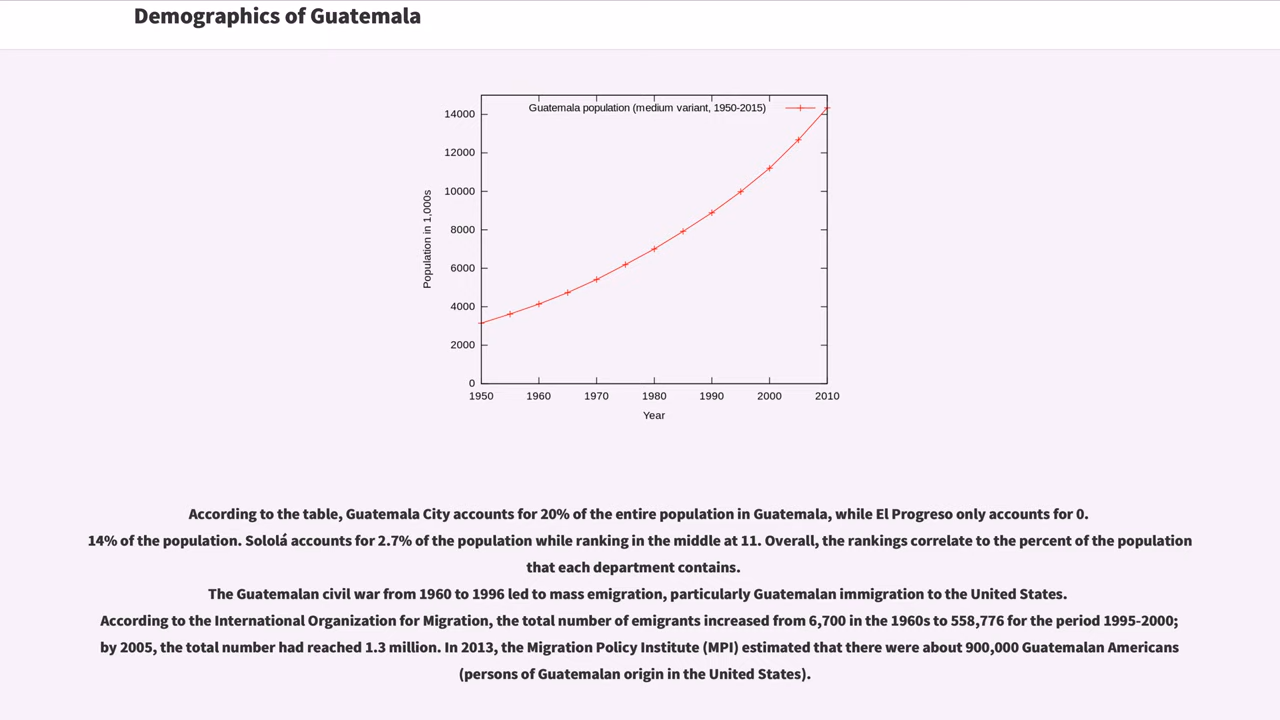 Demographics of Guatemala
Guatemala population (medium variant, 1950-2015)
14000
12000
10000
8000
6000
4000
2000
0
Population in 1,000s
1950 1960 1970 1980 1990 2000 2010
Year
According to the table, Guatemala City accounts for 20% of the entire population in Guatemala, while El Progreso only accounts for 0.
14% of the population. Sololá accounts for 2.7% of the population while ranking in the middle at 11. Overall, the rankings correlate to the percent of the population
that each department contains.
The Guatemalan civil war from 1960 to 1996 led to mass emigration, particularly Guatemalan immigration to the United States.
According to the International Organization for Migration, the total number of emigrants increased from 6,700 in the 1960s to 558,776 for the period 1995-2000;
by 2005, the total number had reached 1.3 million. In 2013, the Migration Policy Institute (MPI) estimated that there were about 900,000 Guatemalan Americans
(persons of Guatemalan origin in the United States).